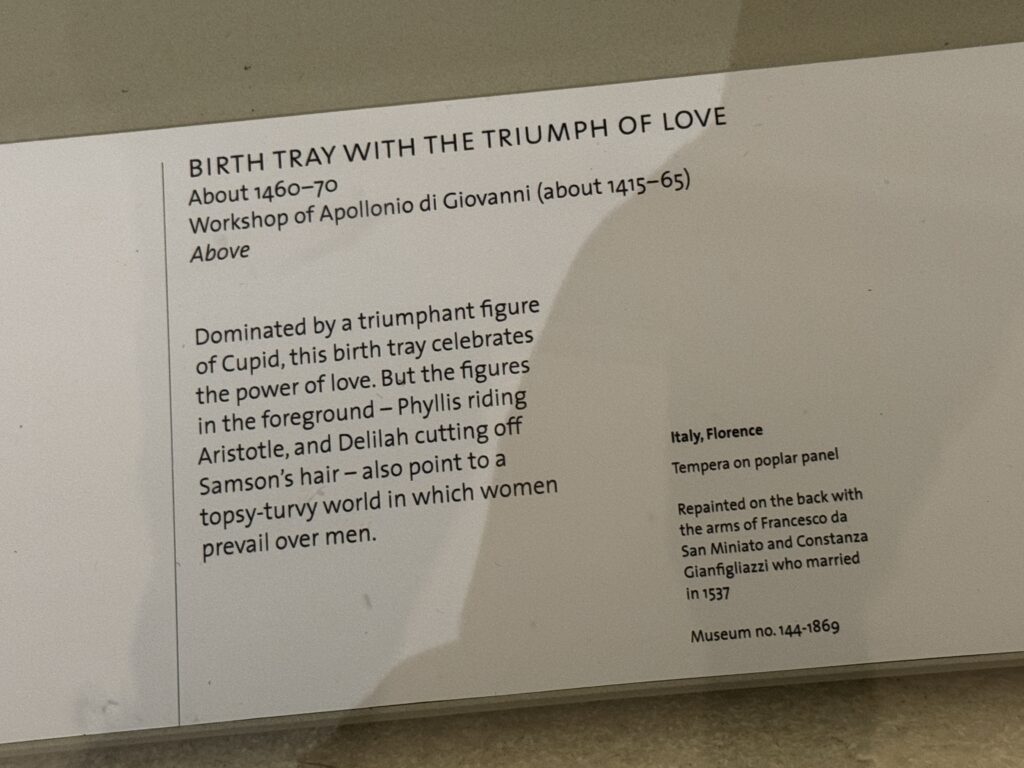 BIRTH TRAY WITH THE TRIUMPH OF LOVE
About 1460–70
Workshop of Apollonio di Giovanni (about 1415–65)
Above
Dominated by a triumphant figure
of Cupid, this birth tray celebrates
the power of love. But the figures
in the foreground – Phyllis riding
Aristotle, and Delilah cutting off
Samson's hair – also point to a
topsy-turvy world in which women
prevail over men.
Italy, Florence
Tempera on poplar panel
Repainted on the back with
the arms of Francesco da
San Miniato and Constanza
Gianfigliazzi who married
in 1537
Museum no. 144-1869